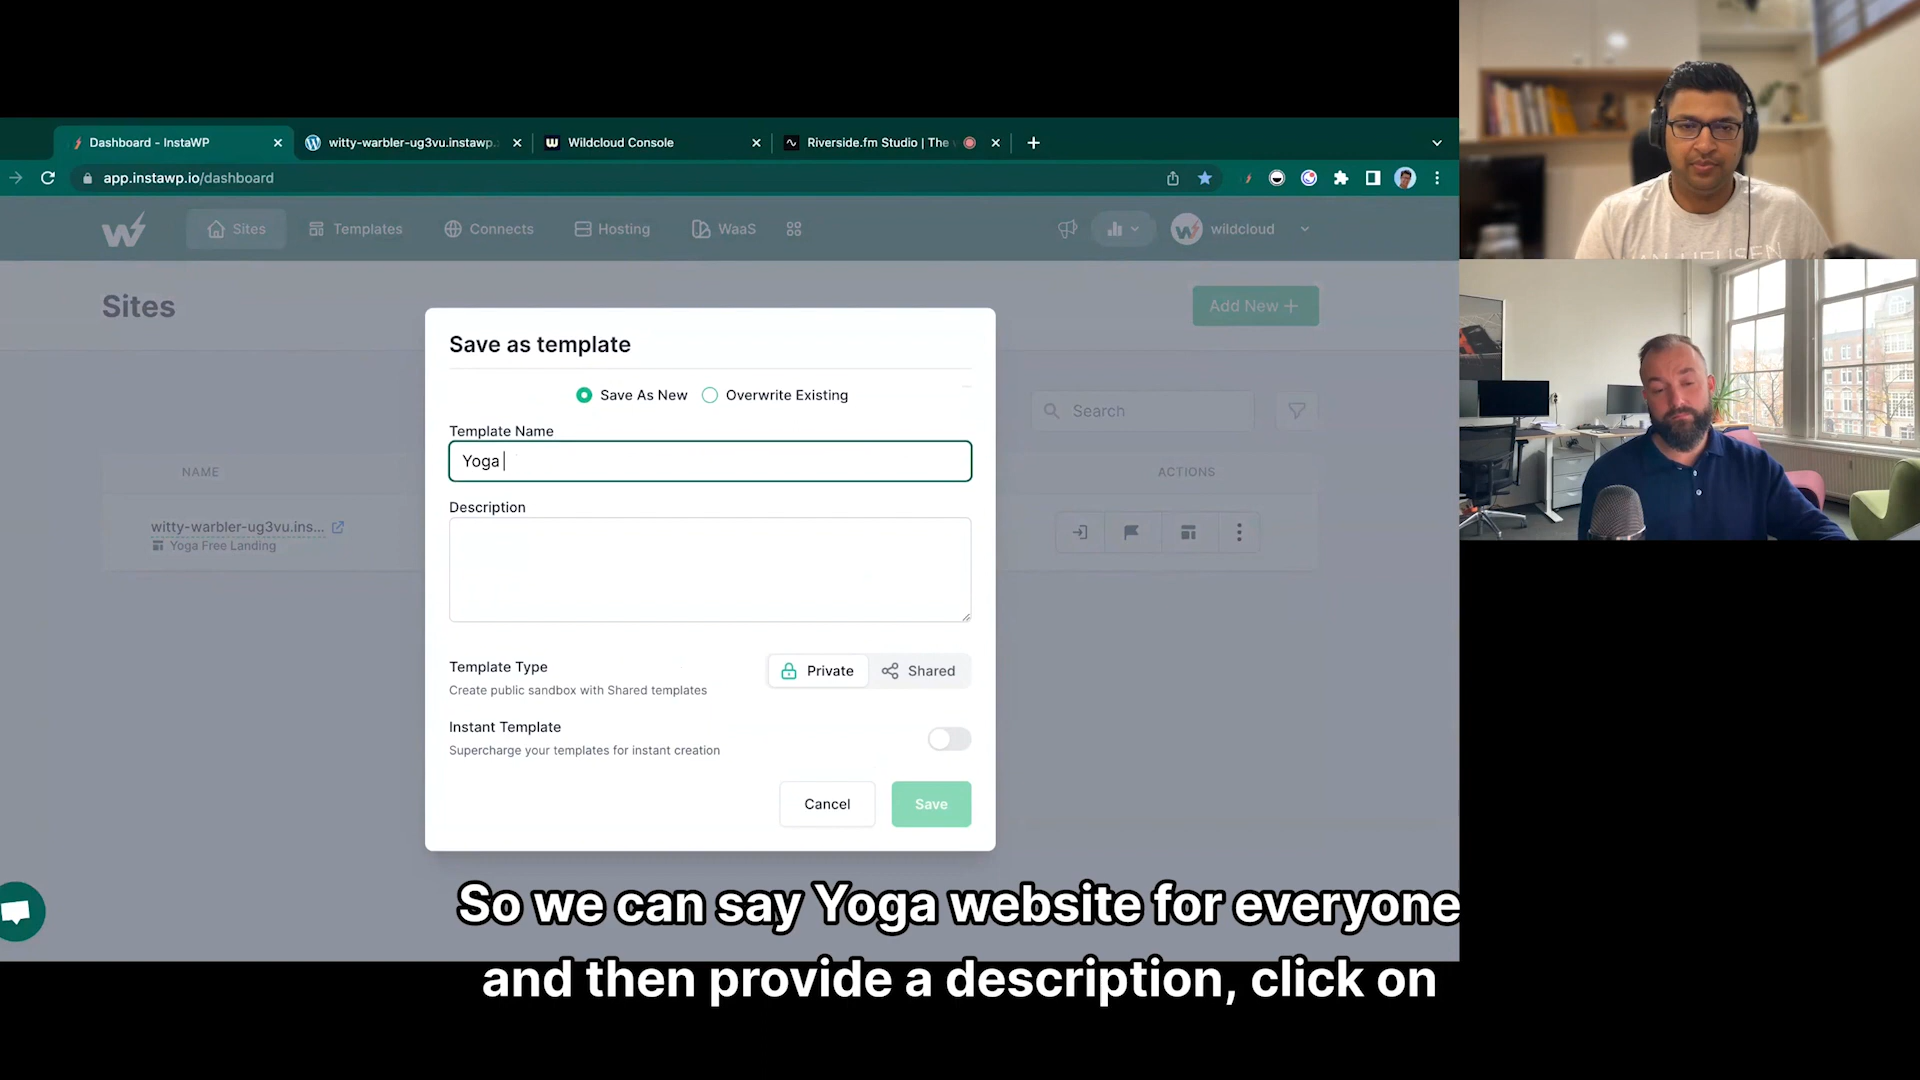 Dashboard - InstaWP
witty-warbler-ug3vu.instawp.
Wildcloud Console
Riverside.fm Studio | The
app.instawp.io/dashboard
Sites
Templates
Connects
Hosting
WaaS
wildcloud
Sites
Add New +
Save as template
Save As New
Overwrite Existing
Search
Template Name
Yoga
NAME
ACTIONS
Description
witty-warbler-ug3vu.ins...
Yoga Free Landing
Template Type
Create public sandbox with Shared templates
Private
Shared
Instant Template
Supercharge your templates for instant creation
Cancel
Save
So we can say Yoga website for everyone
and then provide a description, click on